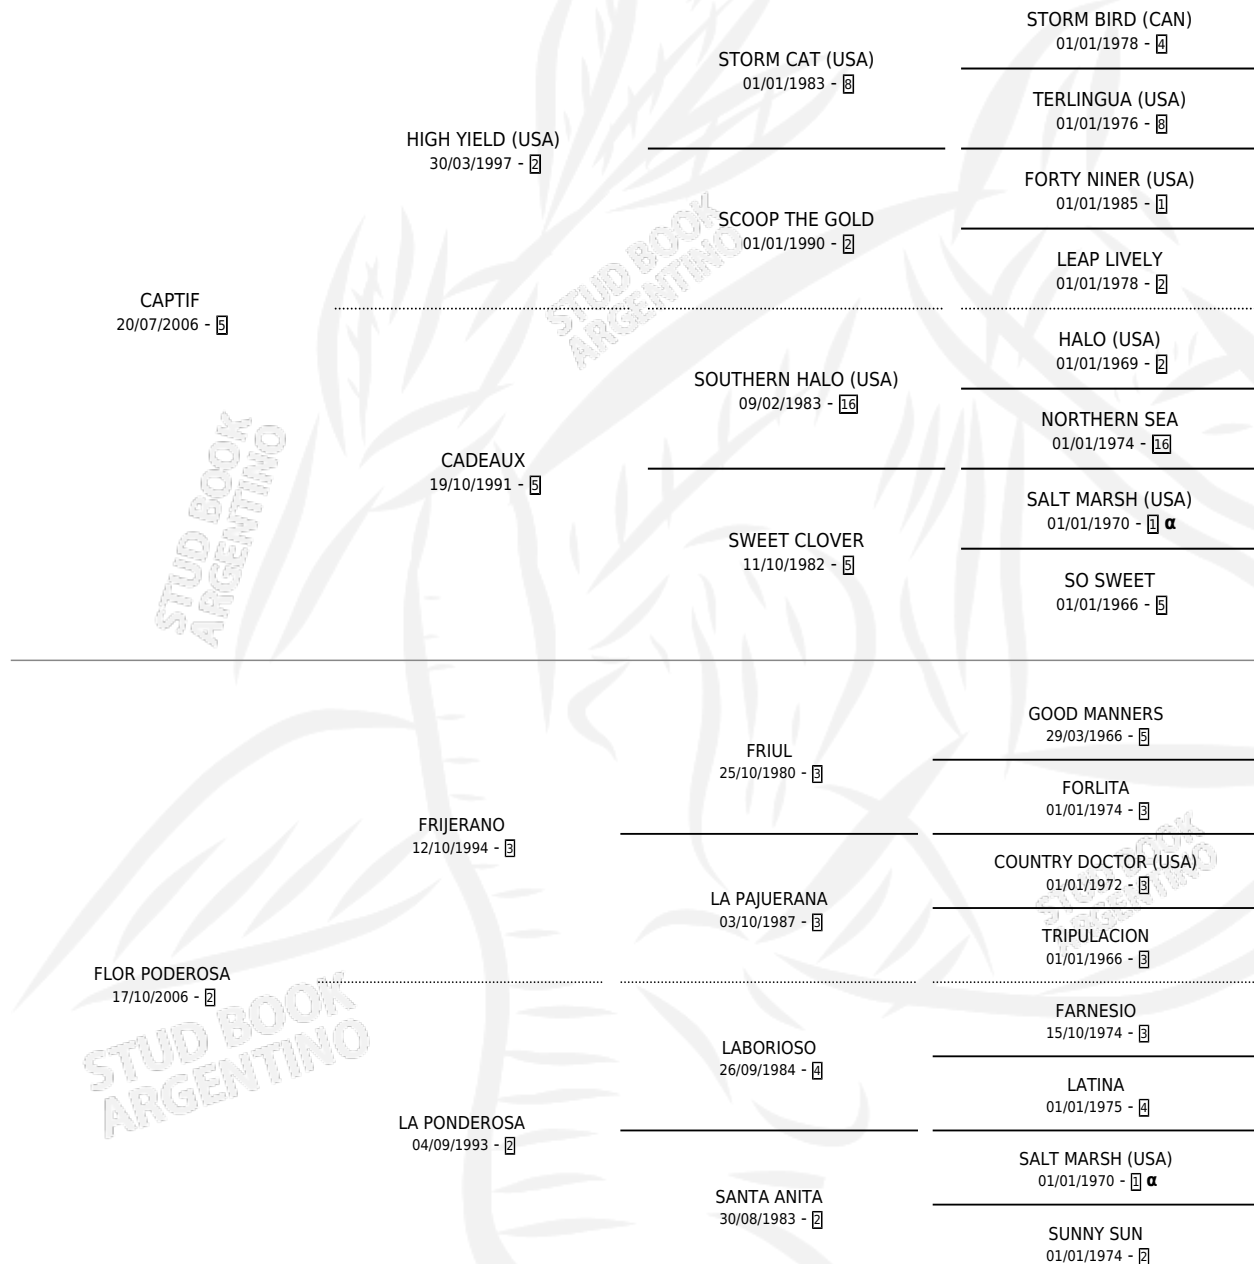 STORM BIRD (CAN)
01/01/1978 - 4
STORM CAT (USA)
01/01/1983 - 8
TERLINGUA (USA)
01/01/1976 - 8
HIGH YIELD (USA)
30/03/1997 - 2
FORTY NINER (USA)
01/01/1985 - 1
SCOOP THE GOLD
01/01/1990 - 2
LEAP LIVELY
01/01/1978 - 2
CAPTIF
20/07/2006 - 5
HALO (USA)
01/01/1969 - 2
SOUTHERN HALO (USA)
09/02/1983 - 16
NORTHERN SEA
01/01/1974 - 16
CADEAUX
19/10/1991 - 5
SALT MARSH (USA)
01/01/1970 - 1 α
SWEET CLOVER
11/10/1982 - 5
SO SWEET
01/01/1966 - 5
GOOD MANNERS
29/03/1966 - 5
FRIUL
25/10/1980 - 3
FORLITA
01/01/1974 - 3
FRIJERANO
12/10/1994 - 3
COUNTRY DOCTOR (USA)
01/01/1972 - 3
LA PAJUERANA
03/10/1987 - 3
TRIPULACION
01/01/1966 - 3
FLOR PODEROSA
17/10/2006 - 2
FARNESIO
15/10/1974 - 3
LABORIOSO
26/09/1984 - 4
LATINA
01/01/1975 - 4
LA PONDEROSA
04/09/1993 - 2
SALT MARSH (USA)
01/01/1970 - 1 α
SANTA ANITA
30/08/1983 - 2
SUNNY SUN
01/01/1974 - 2
STUD BOOK
ARGENTINO
STUD BOOK
ARGENTINO
STUD BOOK
ARGENTINO
STUD BOOK
ARGENTINO